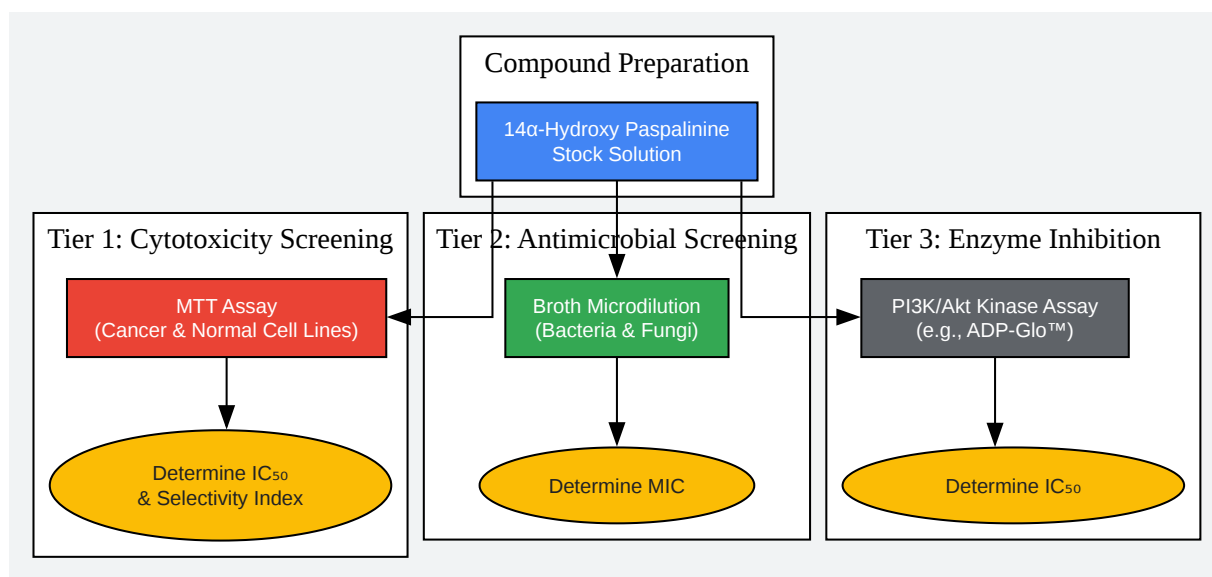 Compound Preparation
14α-Hydroxy Paspalinine
Stock Solution
Tier 1: Cytotoxicity Screening
MTT Assay
(Cancer & Normal Cell Lines)
Determine IC₅₀
& Selectivity Index
Tier 2: Antimicrobial Screening
Broth Microdilution
(Bacteria & Fungi)
Determine MIC
Tier 3: Enzyme Inhibition
PI3K/Akt Kinase Assay
(e.g., ADP-Glo™)
Determine IC₅₀